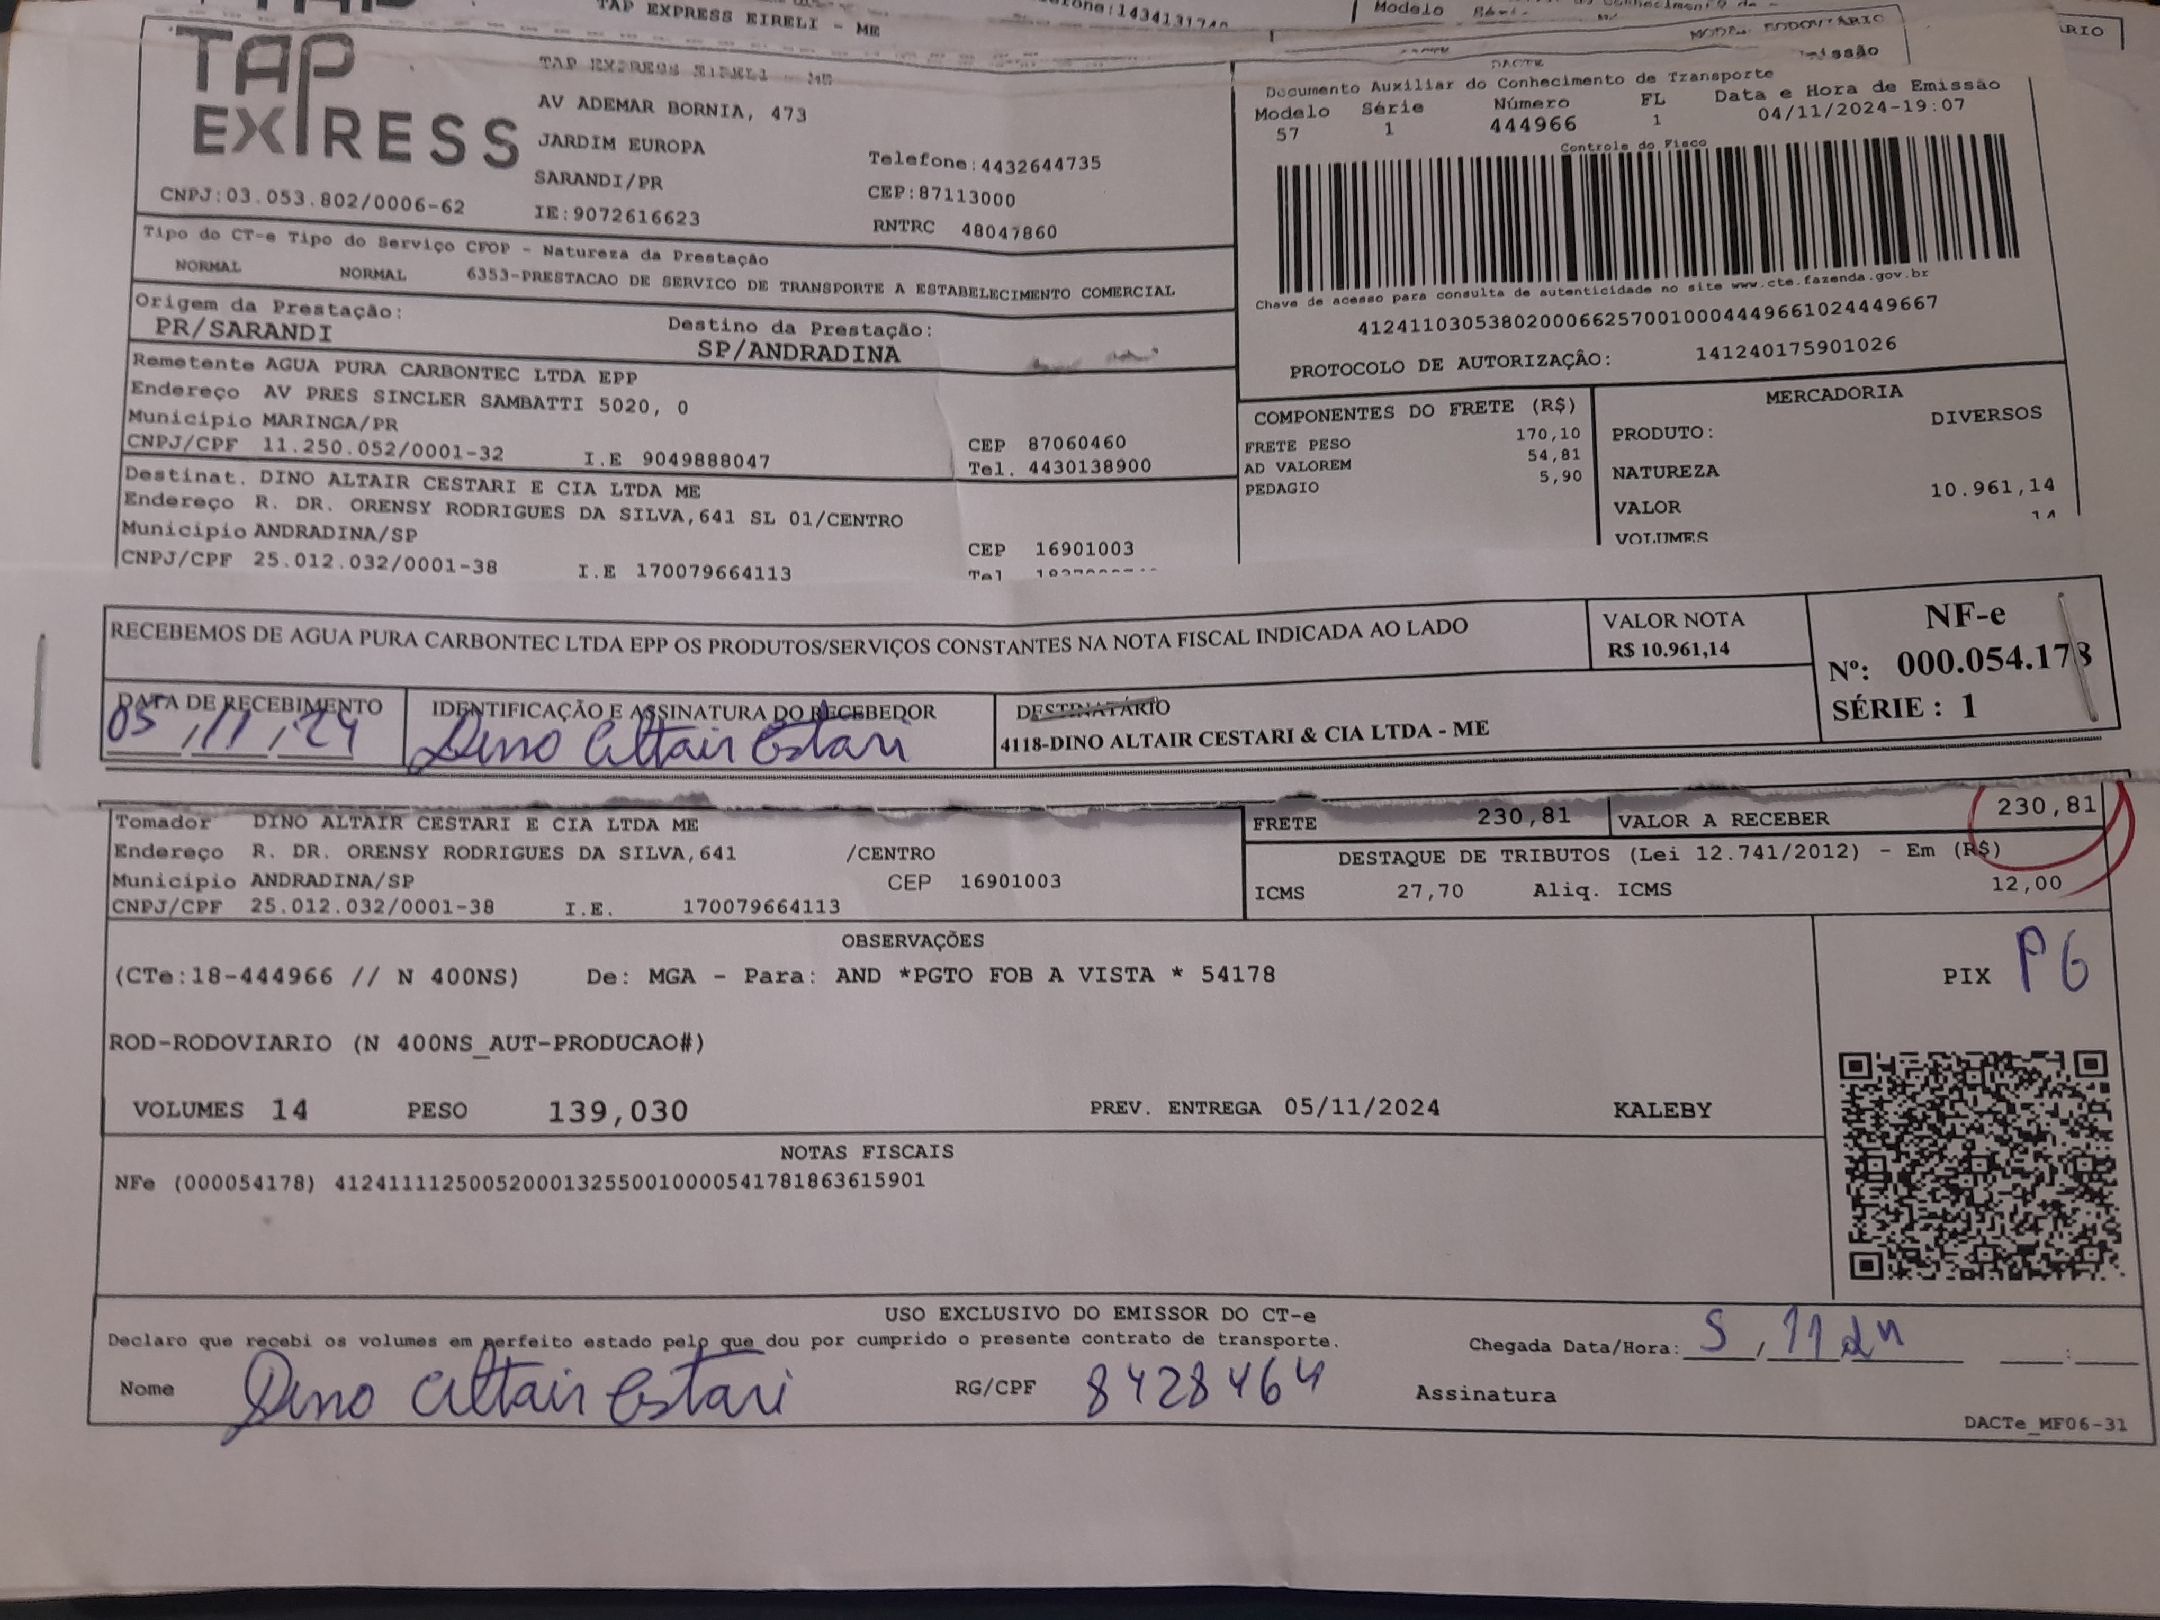 TAP EXPRESS EIRELI - ME
Modelo
TAP EXPRESS
TAP EXPRESS EIRELI - ME
AV ADEMAR BORNIA, 473
JARDIM EUROPA
SARANDI/PR
Telefone:4432644735
CEP:87113000
CNPJ:03.053.802/0006-62
IE:9072616623
RNTRC 48047860
DACTE
MODAL RODOVIÁRIO
Documento Auxiliar do Conhecimento de Transporte
Modelo Série Número FL Data e Hora de Emissão
57 1 444966 1 04/11/2024-19:07
Controle do Fisco
Chave de acesso para consulta de autenticidade no site www.cte.fazenda.gov.br
41241103053802000662570010004449661024449667
PROTOCOLO DE AUTORIZAÇÃO: 141240175901026
Tipo do CT-e Tipo do Serviço CFOP - Natureza da Prestação
NORMAL NORMAL 6353-PRESTACAO DE SERVICO DE TRANSPORTE A ESTABELECIMENTO COMERCIAL
Origem da Prestação: Destino da Prestação:
PR/SARANDI SP/ANDRADINA
Remetente AGUA PURA CARBONTEC LTDA EPP
Endereço AV PRES SINCLER SAMBATTI 5020, 0
Municipio MARINGA/PR CEP 87060460
CNPJ/CPF 11.250.052/0001-32 I.E 9049888047 Tel. 4430138900
Destinat. DINO ALTAIR CESTARI E CIA LTDA ME
Endereço R. DR. ORENSY RODRIGUES DA SILVA,641 SL 01/CENTRO
Municipio ANDRADINA/SP CEP 16901003
CNPJ/CPF 25.012.032/0001-38 I.E 170079664113 Tel
COMPONENTES DO FRETE (R$)
FRETE PESO 170,10
AD VALOREM 54,81
PEDAGIO 5,90
MERCADORIA
PRODUTO: DIVERSOS
NATUREZA
VALOR 10.961,14
VOLUMES 14
RECEBEMOS DE AGUA PURA CARBONTEC LTDA EPP OS PRODUTOS/SERVIÇOS CONSTANTES NA NOTA FISCAL INDICADA AO LADO
VALOR NOTA
R$ 10.961,14
NF-e
Nº: 000.054.178
SÉRIE : 1
DATA DE RECEBIMENTO
05/11/24
IDENTIFICAÇÃO E ASSINATURA DO RECEBEDOR
Dino Altair Cestari
DESTINATÁRIO
4118-DINO ALTAIR CESTARI & CIA LTDA - ME
Tomador DINO ALTAIR CESTARI E CIA LTDA ME
Endereço R. DR. ORENSY RODRIGUES DA SILVA,641 /CENTRO
Municipio ANDRADINA/SP CEP 16901003
CNPJ/CPF 25.012.032/0001-38 I.E. 170079664113
FRETE 230,81 VALOR A RECEBER 230,81
DESTAQUE DE TRIBUTOS (Lei 12.741/2012) - Em (R$)
ICMS 27,70 Aliq. ICMS 12,00
OBSERVAÇÕES
(CTe:18-444966 // N 400NS) De: MGA - Para: AND *PGTO FOB A VISTA * 54178
PIX PG
ROD-RODOVIARIO (N 400NS_AUT-PRODUCAO#)
VOLUMES 14 PESO 139,030 PREV. ENTREGA 05/11/2024 KALEBY
NOTAS FISCAIS
NFe (000054178) 41241111250052000132550010000541781863615901
USO EXCLUSIVO DO EMISSOR DO CT-e
Declaro que recebi os volumes em perfeito estado pelo que dou por cumprido o presente contrato de transporte.
Chegada Data/Hora: 5/11 24 :
Nome Dino Altair Cestari RG/CPF 8428464 Assinatura
DACTe_MF06-31